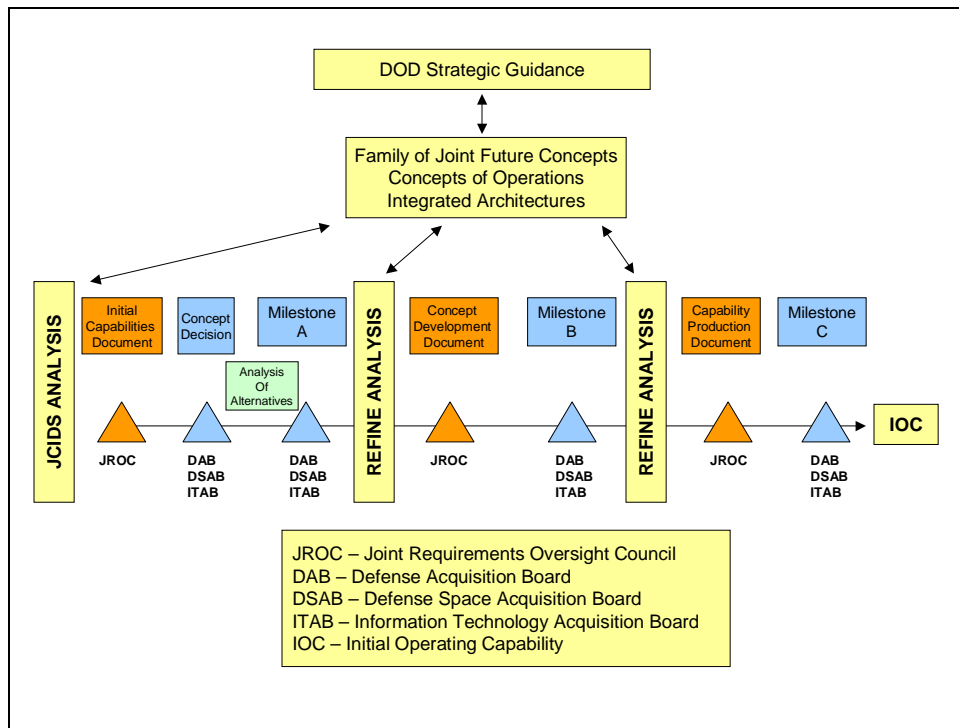 DOD Strategic Guidance
Family of Joint Future Concepts
Concepts of Operations
Integrated Architectures
JCIDS ANALYSIS
Initial
Capabilities
Document
Concept
Decision
Milestone
A
Analysis
Of
Alternatives
REFINE ANALYSIS
Concept
Development
Document
Milestone
B
REFINE ANALYSIS
Capability
Production
Document
Milestone
C
IOC
JROC
DAB
DSAB
ITAB
DAB
DSAB
ITAB
JROC
DAB
DSAB
ITAB
JROC
DAB
DSAB
ITAB
JROC – Joint Requirements Oversight Council
DAB – Defense Acquisition Board
DSAB – Defense Space Acquisition Board
ITAB – Information Technology Acquisition Board
IOC – Initial Operating Capability